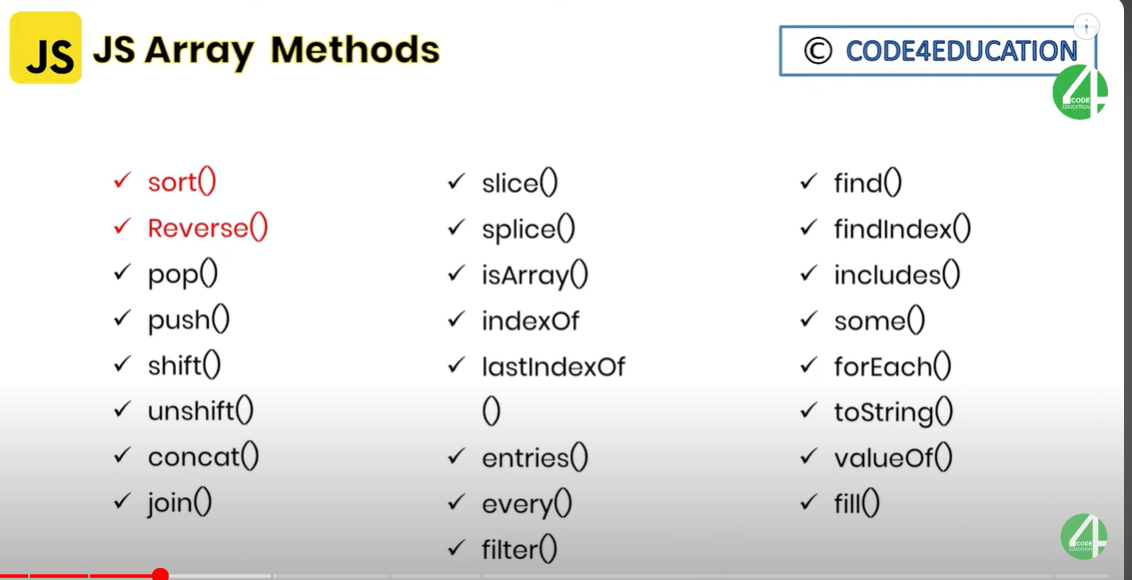 JS JS Array Methods
© CODE4EDUCATION
4 CODE EDUCATION
✓ sort()
✓ Reverse()
✓ pop()
✓ push()
✓ shift()
✓ unshift()
✓ concat()
✓ join()
✓ slice()
✓ splice()
✓ isArray()
✓ indexOf
✓ lastIndexOf
()
✓ entries()
✓ every()
✓ filter()
✓ find()
✓ findIndex()
✓ includes()
✓ some()
✓ forEach()
✓ toString()
✓ valueOf()
✓ fill()
4 CODE EDUCATION